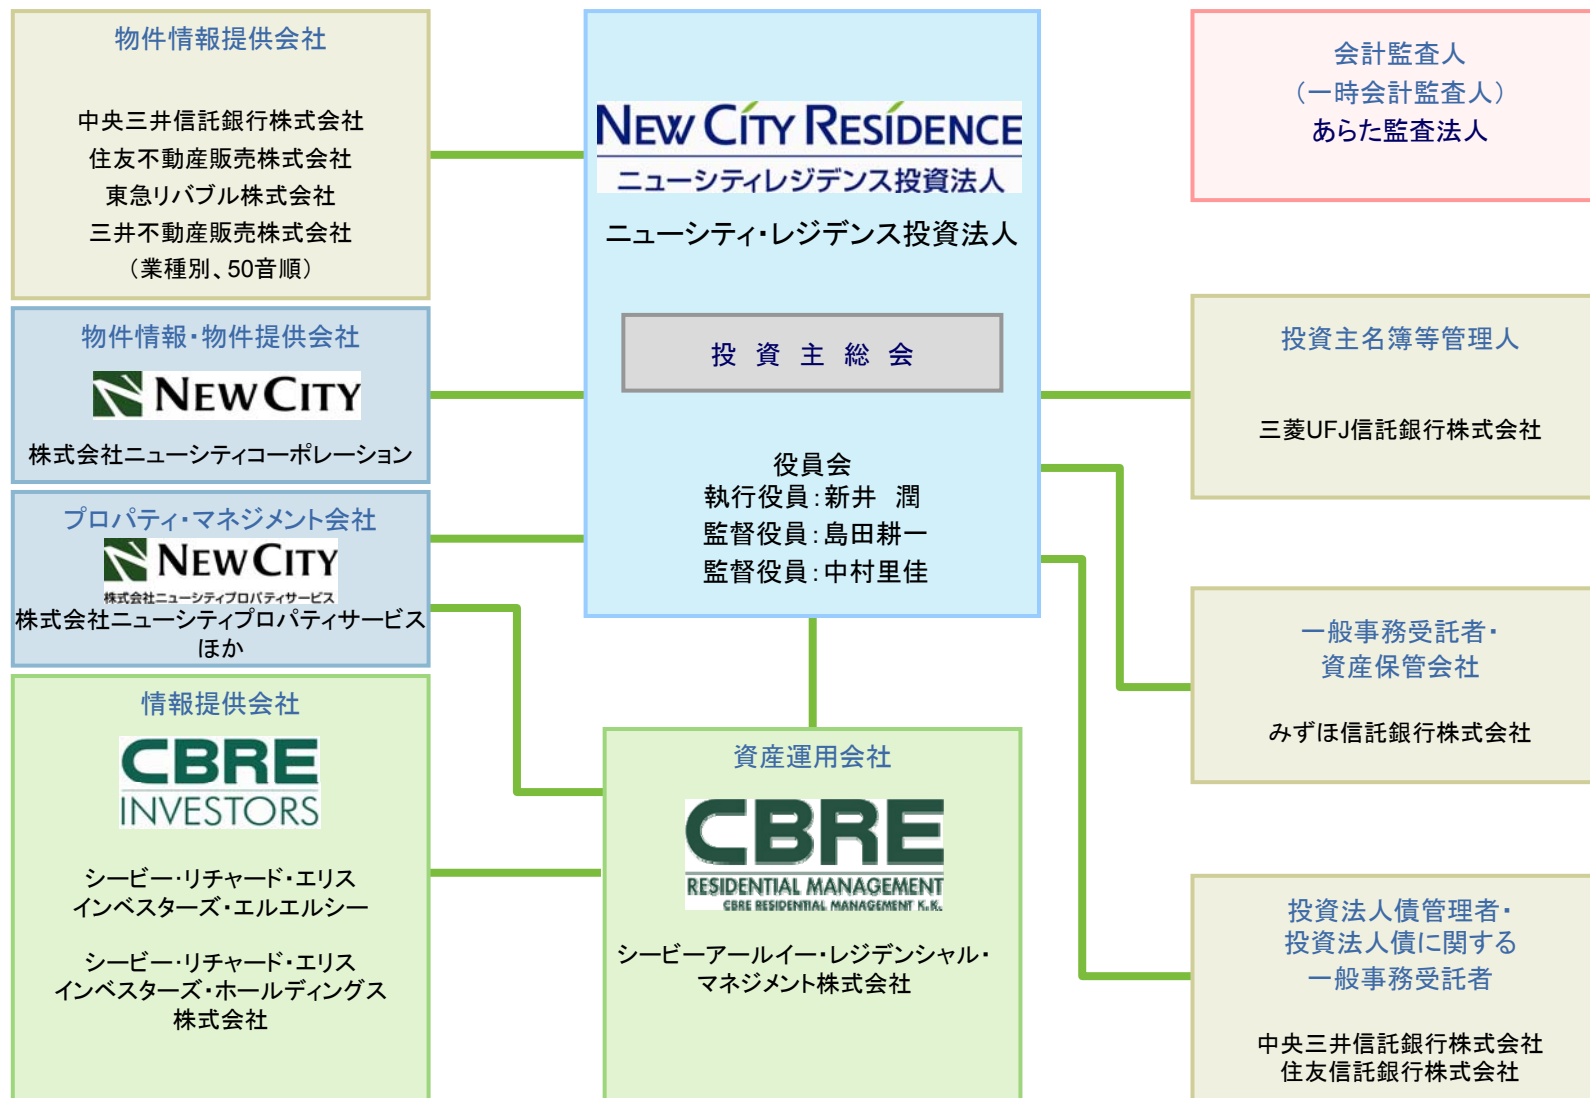 物件情報提供会社
中央三井信託銀行株式会社
住友不動産販売株式会社
東急リバブル株式会社
三井不動産販売株式会社
（業種別、50音順）
物件情報・物件提供会社
NEW CITY
株式会社ニューシティコーポレーション
プロパティ・マネジメント会社
NEW CITY
株式会社ニューシティプロパティサービス
株式会社ニューシティプロパティサービス
ほか
情報提供会社
CBRE
INVESTORS
シービー・リチャード・エリス
インベスターズ・エルエルシー
シービー・リチャード・エリス
インベスターズ・ホールディングス
株式会社
NEW CITY RESIDENCE
ニューシティレジデンス投資法人
ニューシティ・レジデンス投資法人
投 資 主 総 会
役員会
執行役員：新井　潤
監督役員：島田耕一
監督役員：中村里佳
資産運用会社
CBRE
RESIDENTIAL MANAGEMENT
CBRE RESIDENTIAL MANAGEMENT K.K.
シービーアールイー・レジデンシャル・
マネジメント株式会社
会計監査人
（一時会計監査人）
あらた監査法人
投資主名簿等管理人
三菱UFJ信託銀行株式会社
一般事務受託者・
資産保管会社
みずほ信託銀行株式会社
投資法人債管理者・
投資法人債に関する
一般事務受託者
中央三井信託銀行株式会社
住友信託銀行株式会社